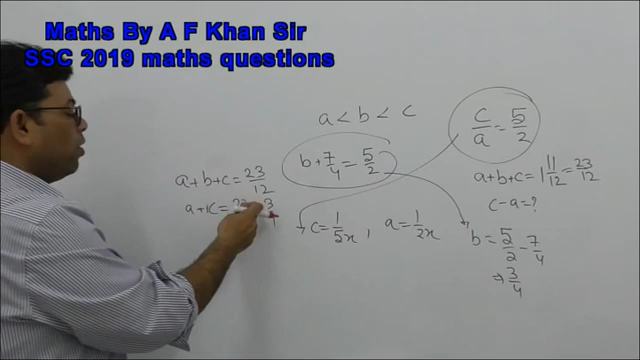 Maths By A F Khan Sir
SSC 2019 maths questions
a < b < c
c/a = 5/2
b + 7/4 = 5/2
a+b+c = 1 11/12 = 23/12
c - a = ?
a+b+c = 23/12
a+c =
c = 1/5x , a = 1/2x
b = 5/2 - 7/4
⇒ 3/4